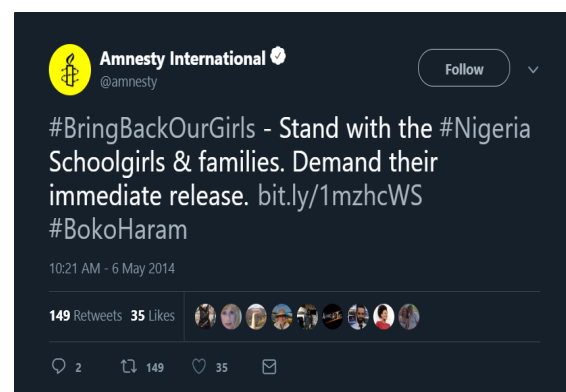 Amnesty International
@amnesty
Follow
#BringBackOurGirls - Stand with the #Nigeria
Schoolgirls & families. Demand their
immediate release. bit.ly/1mzhcWS
#BokoHaram
10:21 AM - 6 May 2014
149 Retweets 35 Likes
2 149 35